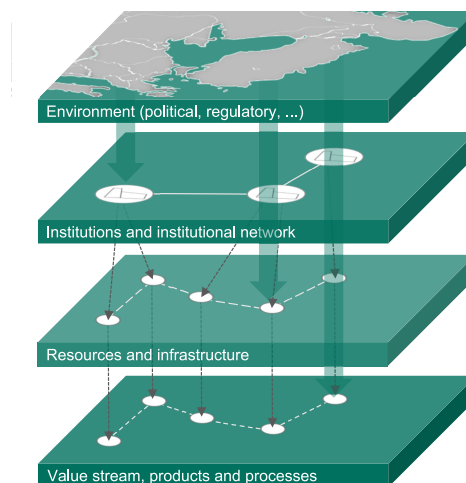 Environment (political, regulatory, ...)
Institutions and institutional network
Resources and infrastructure
Value stream, products and processes